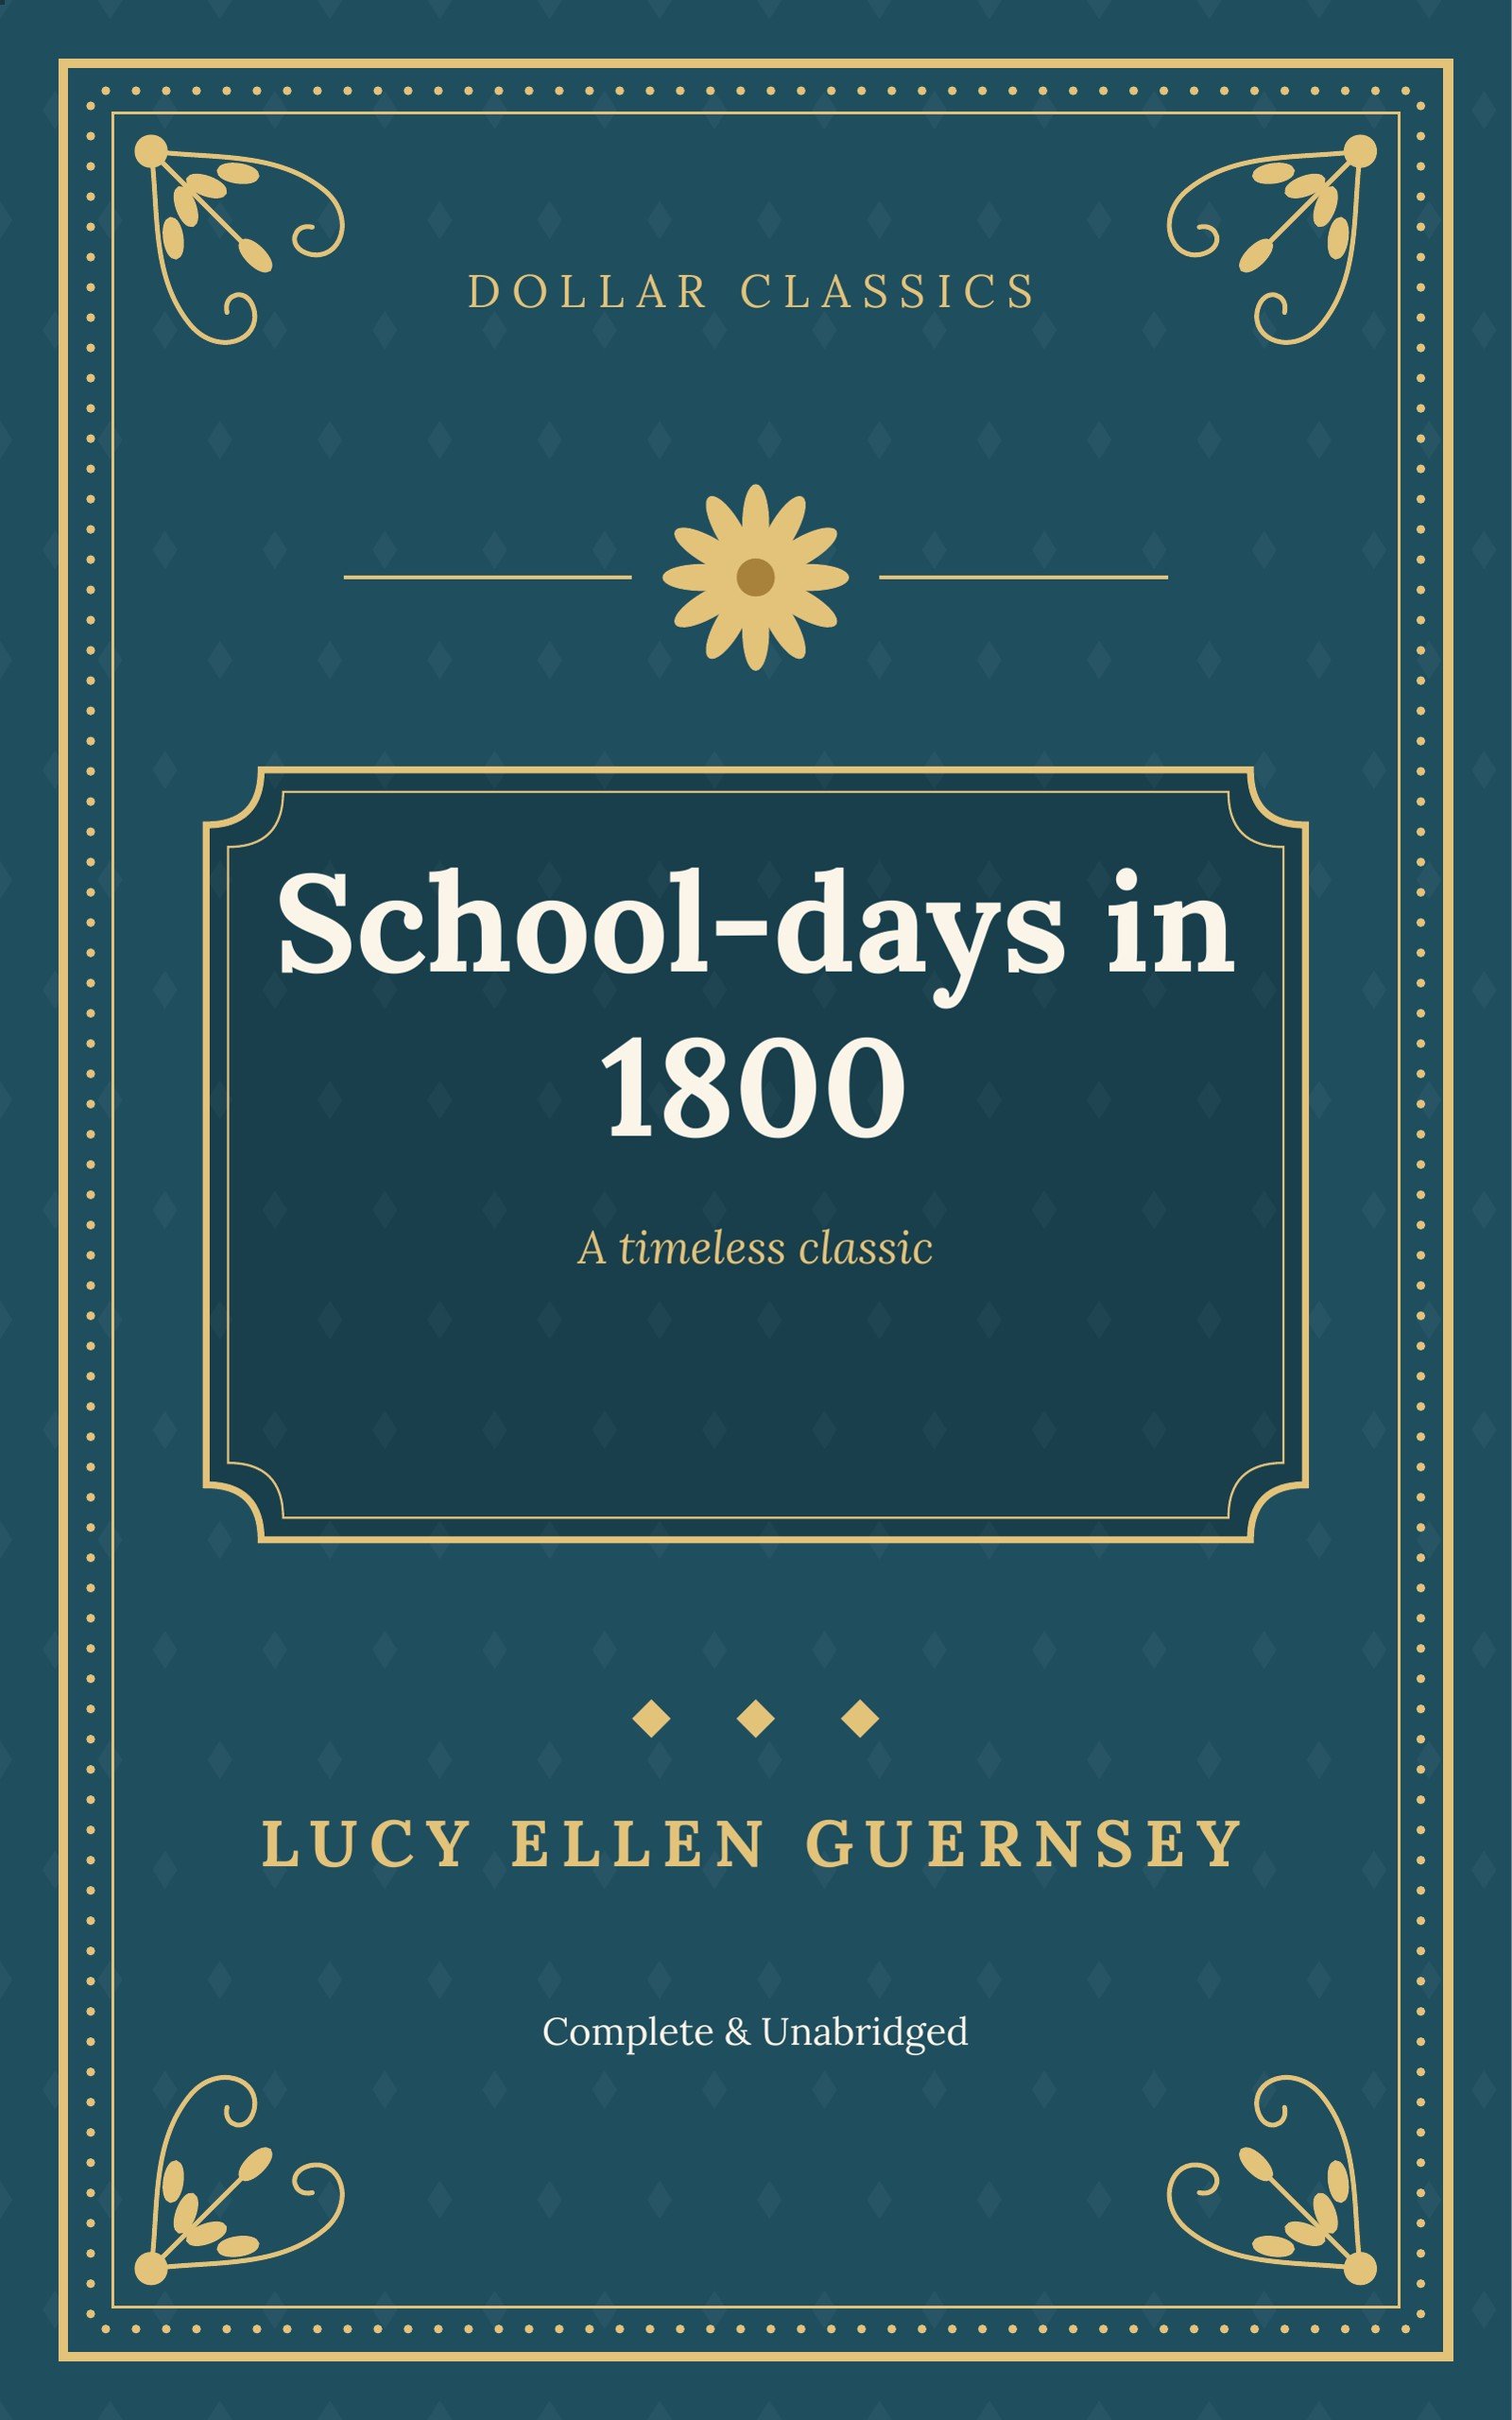 DOLLAR CLASSICS
School-days in
1800
A timeless classic
LUCY ELLEN GUERNSEY
Complete & Unabridged